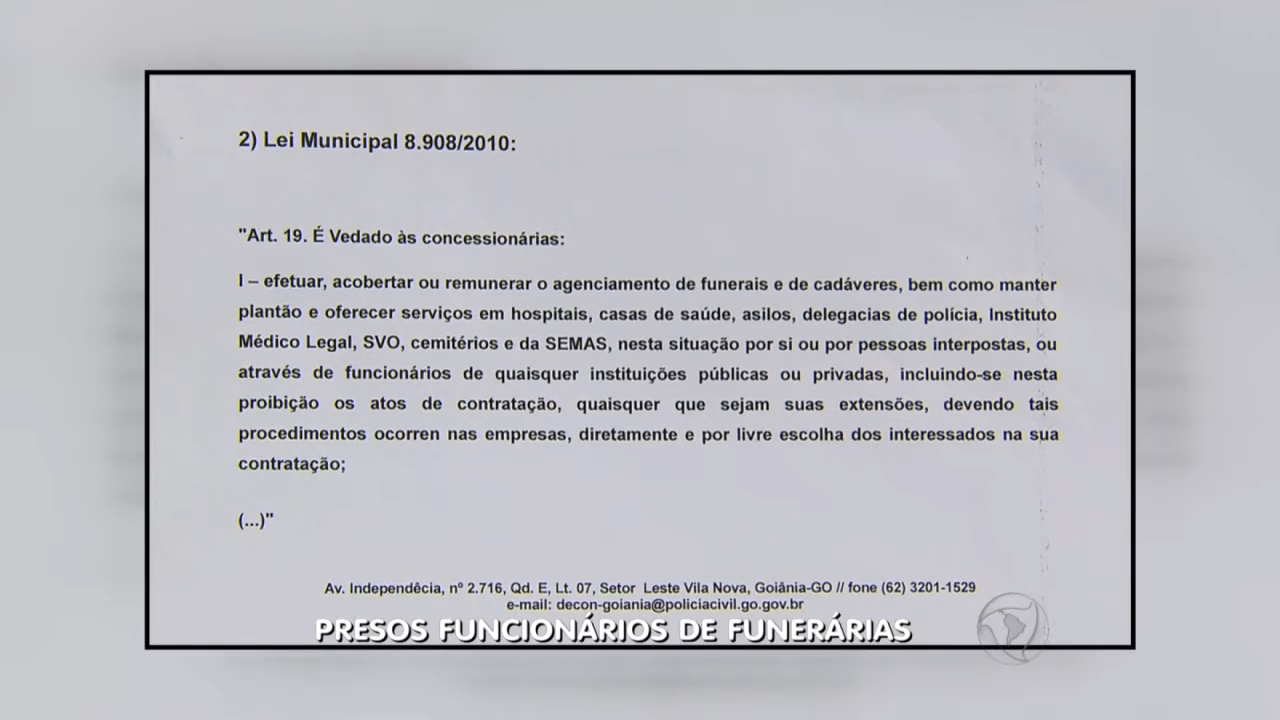 2) Lei Municipal 8.908/2010:
"Art. 19. É Vedado às concessionárias:
I – efetuar, acobertar ou remunerar o agenciamento de funerais e de cadáveres, bem como manter
plantão e oferecer serviços em hospitais, casas de saúde, asilos, delegacias de polícia, Instituto
Médico Legal, SVO, cemitérios e da SEMAS, nesta situação por si ou por pessoas interpostas, ou
através de funcionários de quaisquer instituições públicas ou privadas, incluindo-se nesta
proibição os atos de contratação, quaisquer que sejam suas extensões, devendo tais
procedimentos ocorren nas empresas, diretamente e por livre escolha dos interessados na sua
contratação;
(...)"
Av. Independêcia, nº 2.716, Qd. E, Lt. 07, Setor Leste Vila Nova, Goiânia-GO // fone (62) 3201-1529
e-mail: decon-goiania@policiacivil.go.gov.br
PRESOS FUNCIONÁRIOS DE FUNERÁRIAS